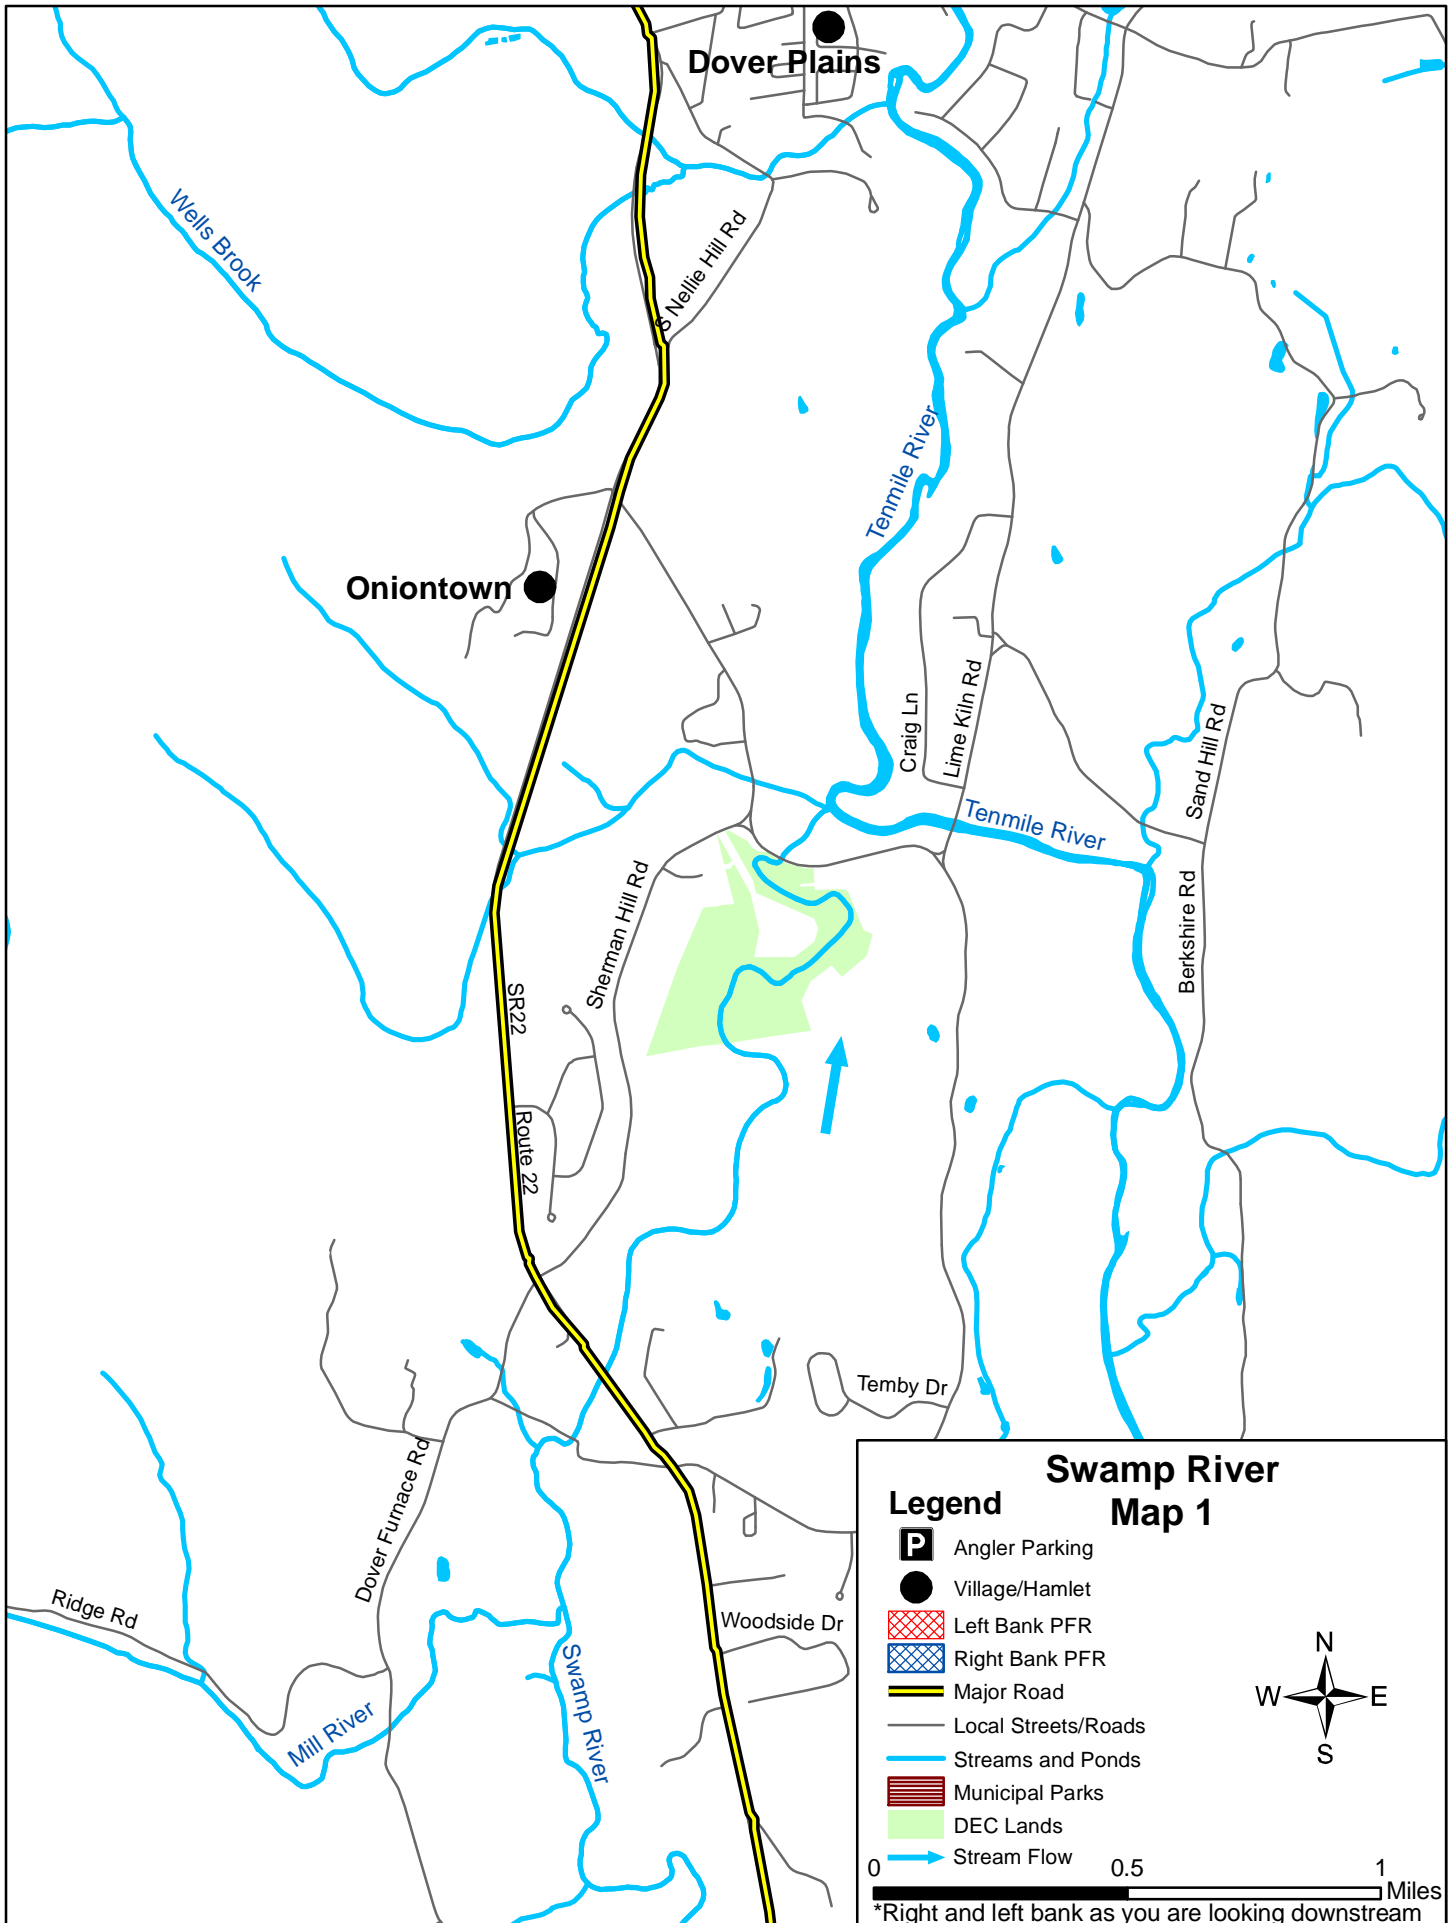 Dover Plains
Wells Brook
S Nellie Hill Rd
Tenmile River
Oniontown
Craig Ln
Lime Kiln Rd
Sand Hill Rd
Tenmile River
Sherman Hill Rd
Berkshire Rd
SR22
Route 22
Temby Dr
Dover Furnace Rd
Ridge Rd
Woodside Dr
Swamp River
Mill River
Swamp River
Map 1
Legend
P Angler Parking
Village/Hamlet
Left Bank PFR
Right Bank PFR
Major Road
Local Streets/Roads
Streams and Ponds
Municipal Parks
DEC Lands
Stream Flow
N
W E
S
0 0.5 1
Miles
*Right and left bank as you are looking downstream